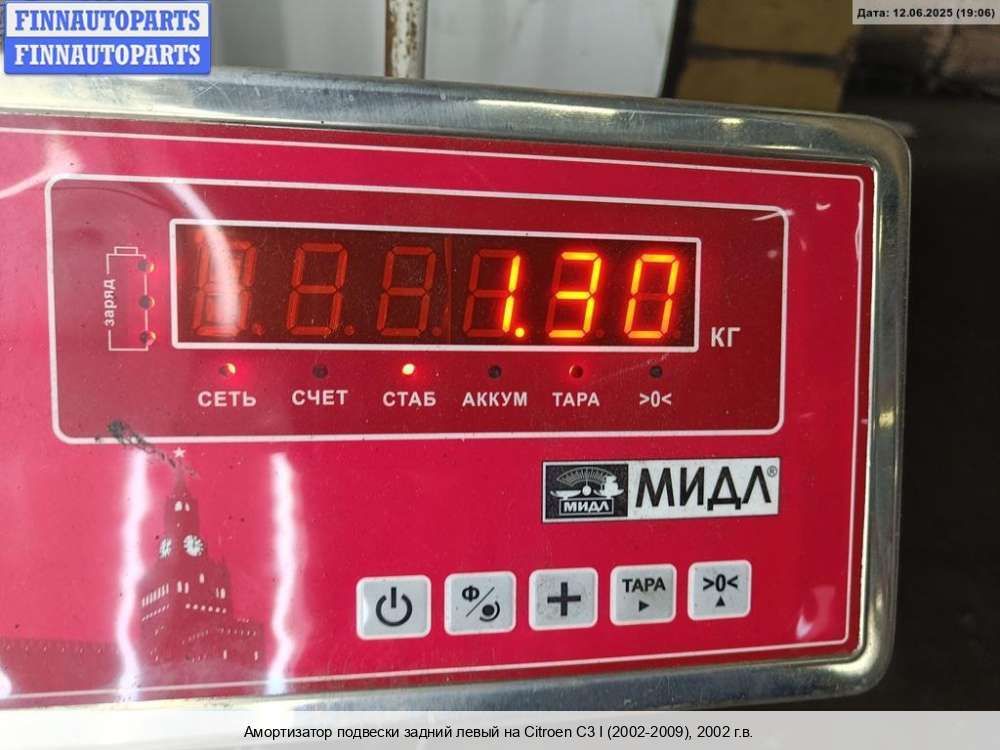 FINNAUTOPARTS
FINNAUTOPARTS
Дата: 12.06.2025 (19:06)
заряд
1.30
КГ
СЕТЬ СЧЕТ СТАБ АККУМ ТАРА >0<
МИДЛ МИДЛ®
Ф ТАРА >0<
Амортизатор подвески задний левый на Citroen C3 I (2002-2009), 2002 г.в.